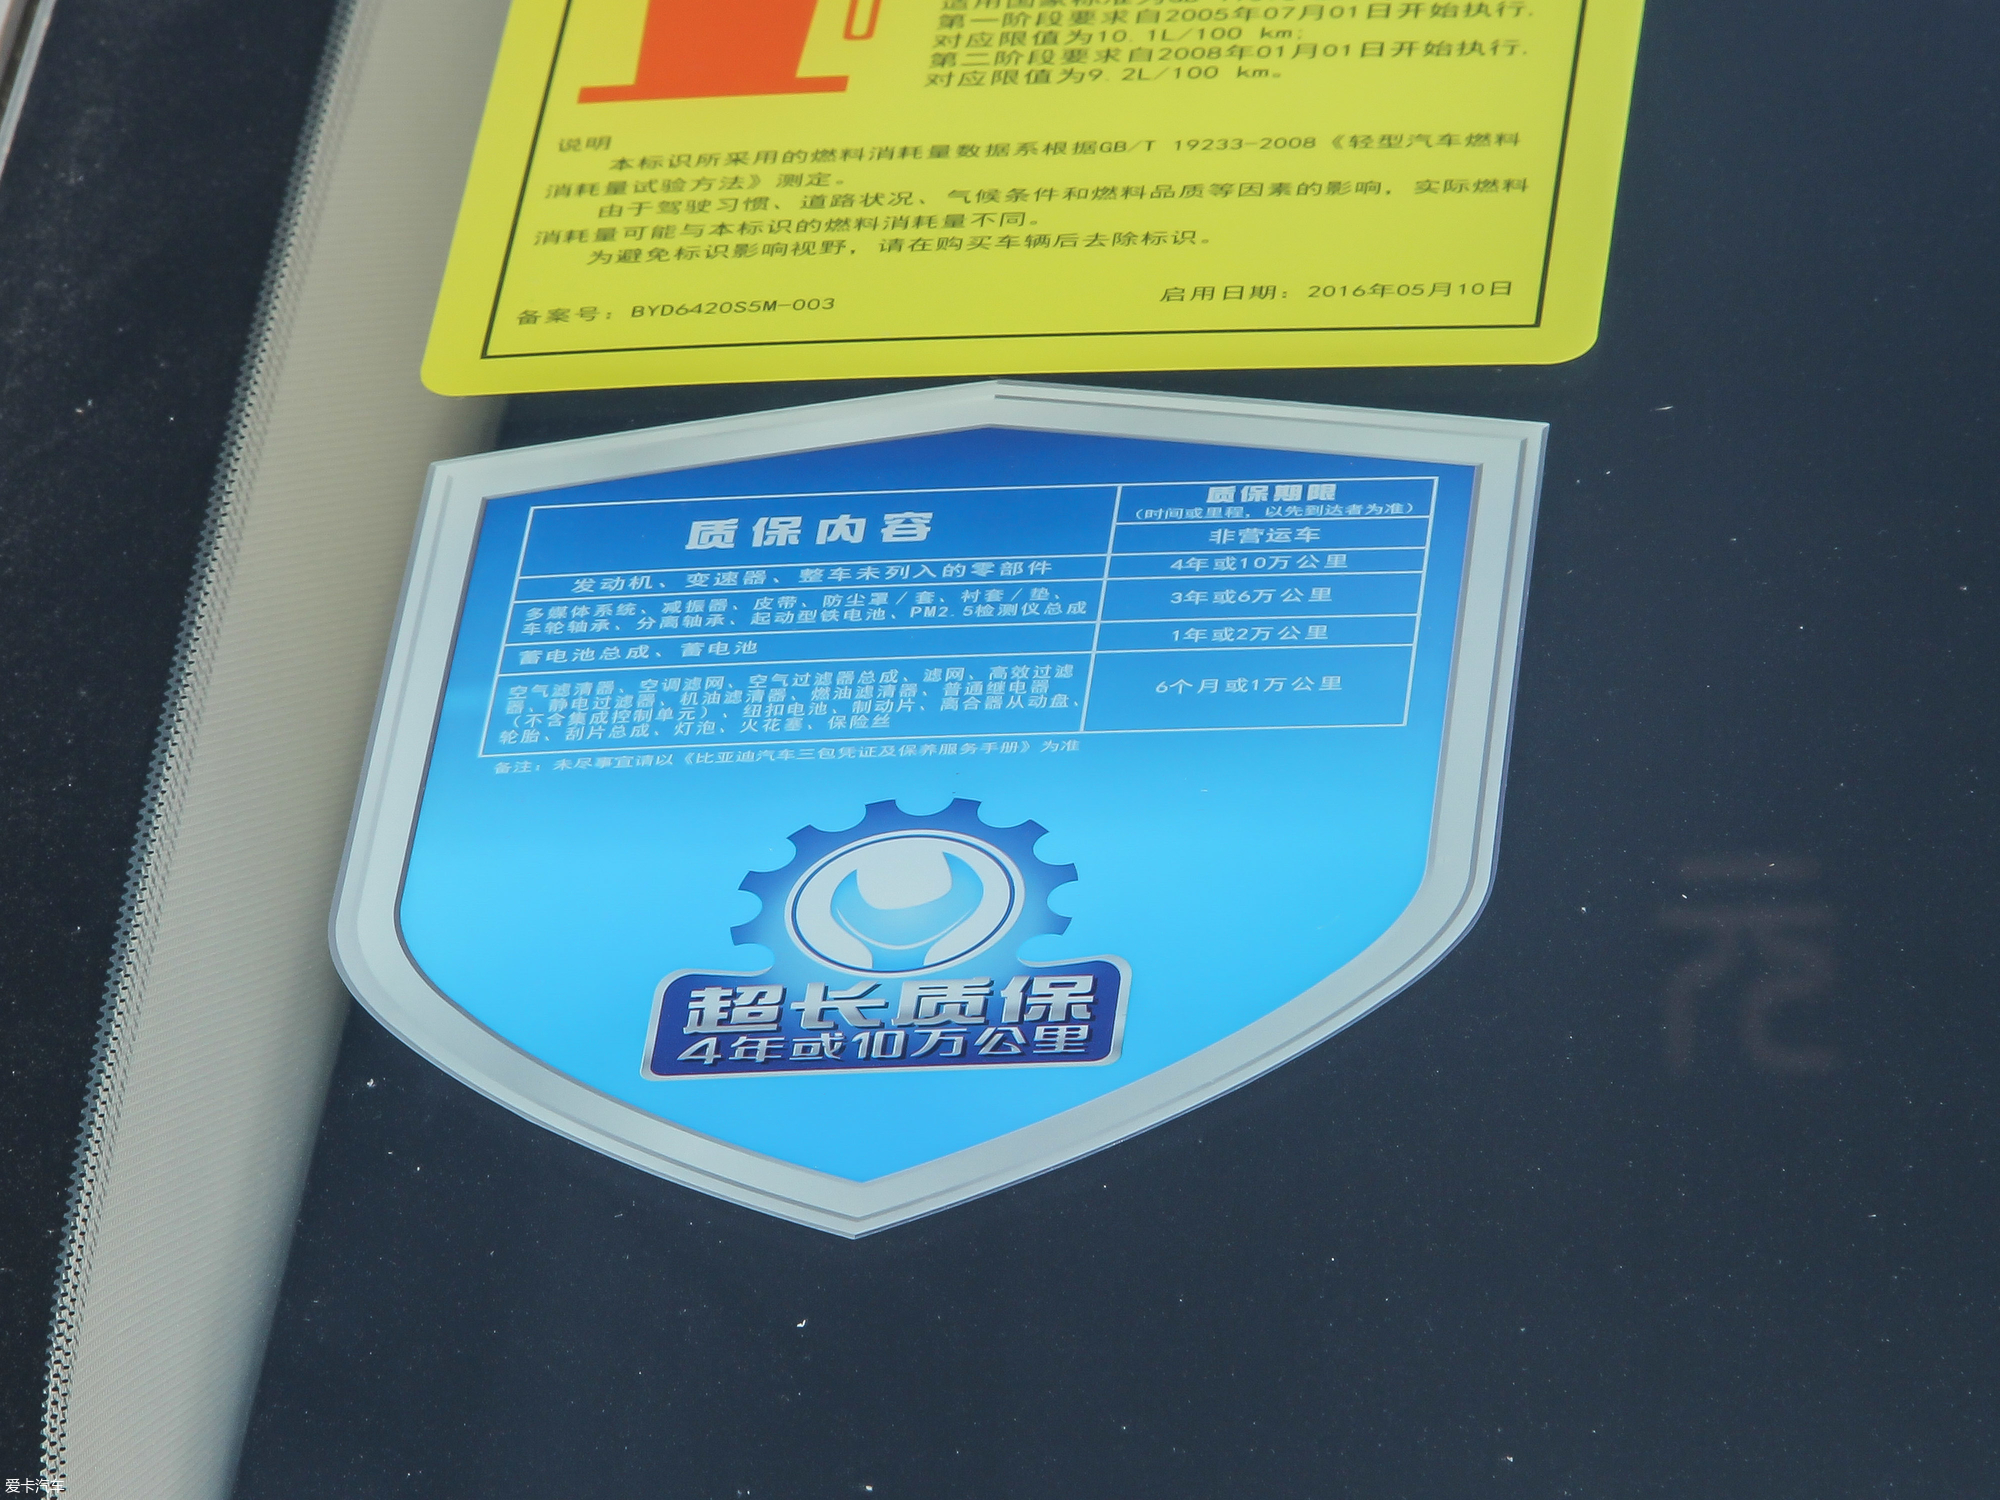 第一阶段要求自2005年07月01日开始执行.
对应限值为10.1L/100 km;
第二阶段要求自2008年01月01日开始执行.
对应限值为9.2L/100 km。
说明
本标识所采用的燃料消耗量数据系根据GB/T 19233-2008《轻型汽车燃料
消耗量试验方法》测定。
由于驾驶习惯、道路状况、气候条件和燃料品质等因素的影响，实际燃料
消耗量可能与本标识的燃料消耗量不同。
为避免标识影响视野，请在购买车辆后去除标识。
备案号：BYD6420S5M-003
启用日期：2016年05月10日
质保内容
质保期限
（时间或里程，以先到达者为准）
非营运车
发动机、变速器、整车未列入的零部件
4年或10万公里
多媒体系统、减振器、皮带、防尘罩/套、衬套/垫、
车轮轴承、分离轴承、起动型铁电池、PM2.5检测仪总成
3年或6万公里
蓄电池总成、蓄电池
1年或2万公里
空气滤清器、空调滤网、空气过滤器总成、滤网、高效过滤
器、静电过滤器、机油滤清器、燃油滤清器、普通继电器
（不含集成控制单元）、纽扣电池、制动片、离合器从动盘、
轮胎、刮片总成、灯泡、火花塞、保险丝
6个月或1万公里
备注：未尽事宜请以《比亚迪汽车三包凭证及保养服务手册》为准
超长质保
4年或10万公里
元
爱卡汽车